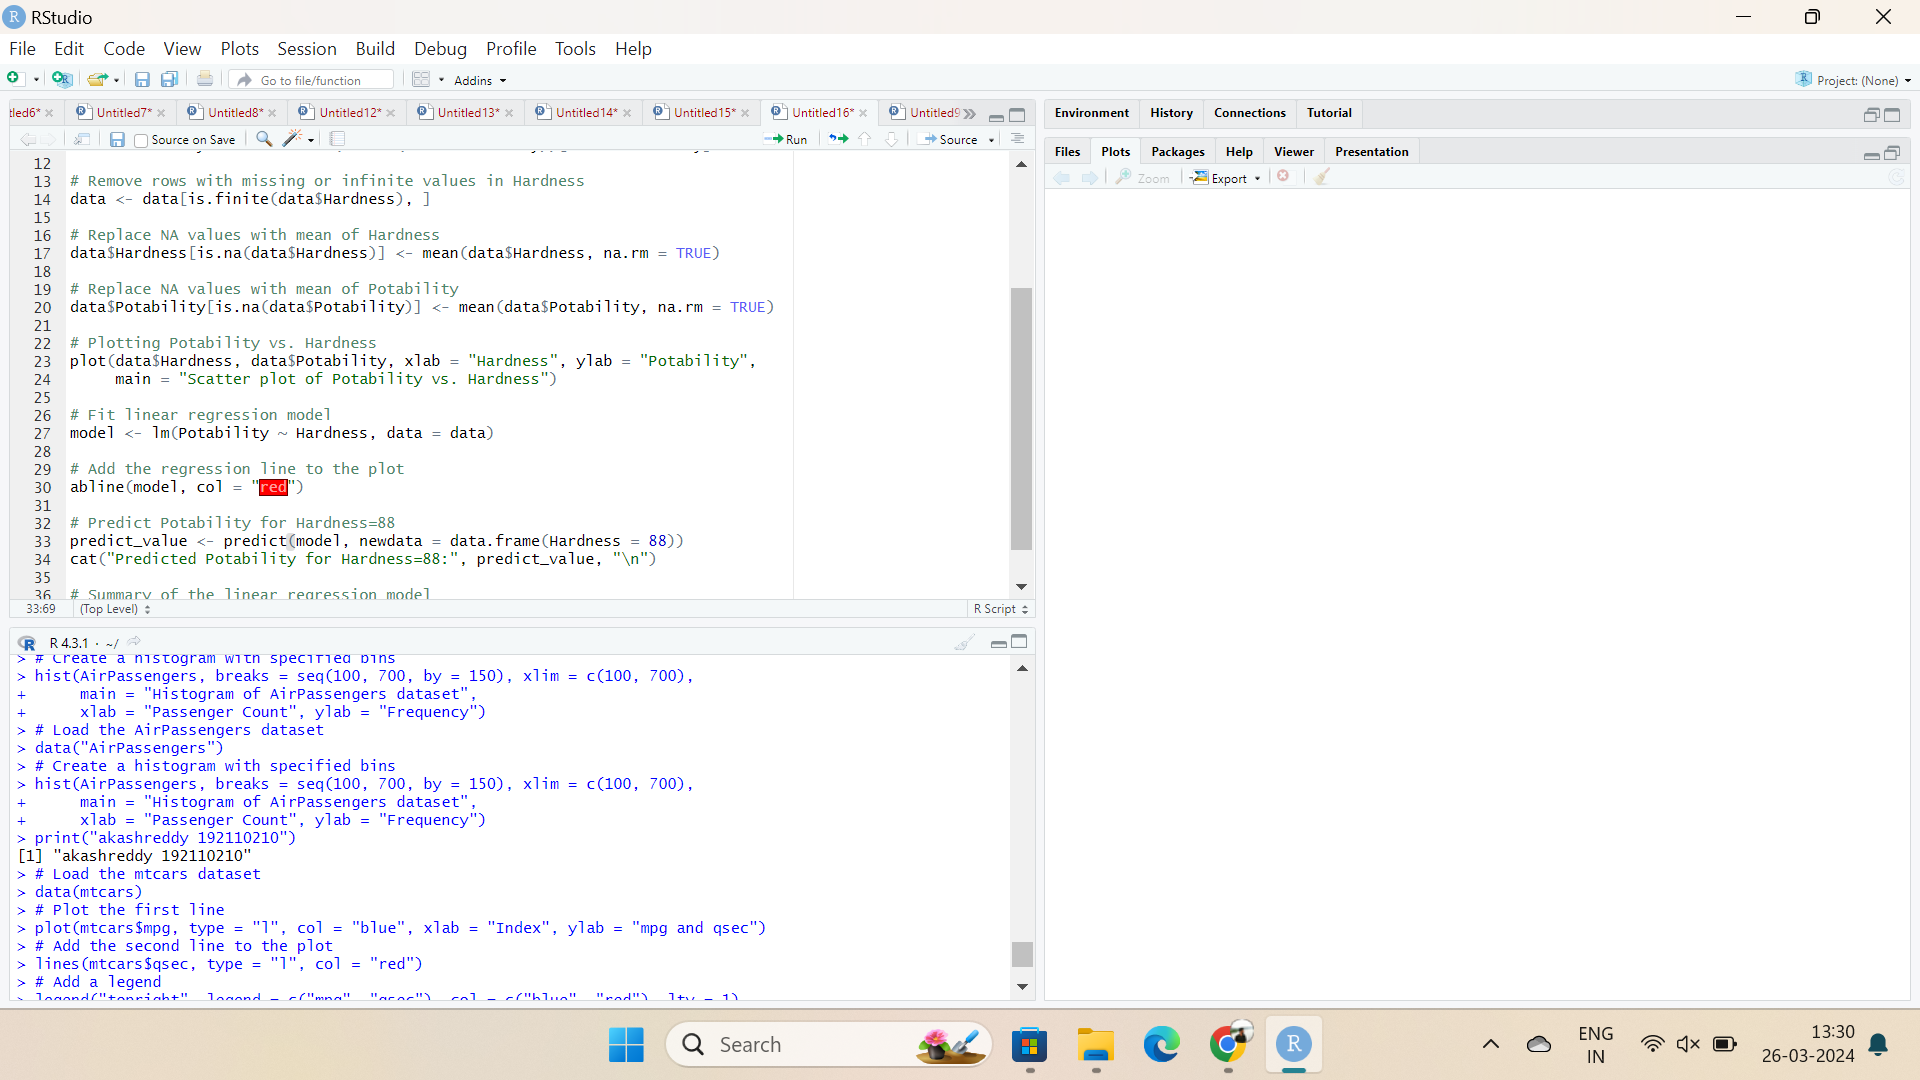 RStudio
File Edit Code View Plots Session Build Debug Profile Tools Help
Go to file/function Addins Project: (None)
tled6* Untitled7* Untitled8* Untitled12* Untitled13* Untitled14* Untitled15* Untitled16* Untitled9
Source on Save Run Source
12
13 # Remove rows with missing or infinite values in Hardness
14 data <- data[is.finite(data$Hardness), ]
15
16 # Replace NA values with mean of Hardness
17 data$Hardness[is.na(data$Hardness)] <- mean(data$Hardness, na.rm = TRUE)
18
19 # Replace NA values with mean of Potability
20 data$Potability[is.na(data$Potability)] <- mean(data$Potability, na.rm = TRUE)
21
22 # Plotting Potability vs. Hardness
23 plot(data$Hardness, data$Potability, xlab = "Hardness", ylab = "Potability",
24 main = "Scatter plot of Potability vs. Hardness")
25
26 # Fit linear regression model
27 model <- lm(Potability ~ Hardness, data = data)
28
29 # Add the regression line to the plot
30 abline(model, col = "red")
31
32 # Predict Potability for Hardness=88
33 predict_value <- predict(model, newdata = data.frame(Hardness = 88))
34 cat("Predicted Potability for Hardness=88:", predict_value, "\n")
35
36 # Summary of the linear regression model
33:69 (Top Level) R Script
R 4.3.1 · ~/
> # Create a histogram with specified bins
> hist(AirPassengers, breaks = seq(100, 700, by = 150), xlim = c(100, 700),
+ main = "Histogram of AirPassengers dataset",
+ xlab = "Passenger Count", ylab = "Frequency")
> # Load the AirPassengers dataset
> data("AirPassengers")
> # Create a histogram with specified bins
> hist(AirPassengers, breaks = seq(100, 700, by = 150), xlim = c(100, 700),
+ main = "Histogram of AirPassengers dataset",
+ xlab = "Passenger Count", ylab = "Frequency")
> print("akashreddy 192110210")
[1] "akashreddy 192110210"
> # Load the mtcars dataset
> data(mtcars)
> # Plot the first line
> plot(mtcars$mpg, type = "l", col = "blue", xlab = "Index", ylab = "mpg and qsec")
> # Add the second line to the plot
> lines(mtcars$qsec, type = "l", col = "red")
> # Add a legend
> legend("topright", legend = c("mpg", "qsec"), col = c("blue", "red"), lty = 1)
Environment History Connections Tutorial
Files Plots Packages Help Viewer Presentation
Zoom Export
Search
ENG
IN
13:30
26-03-2024